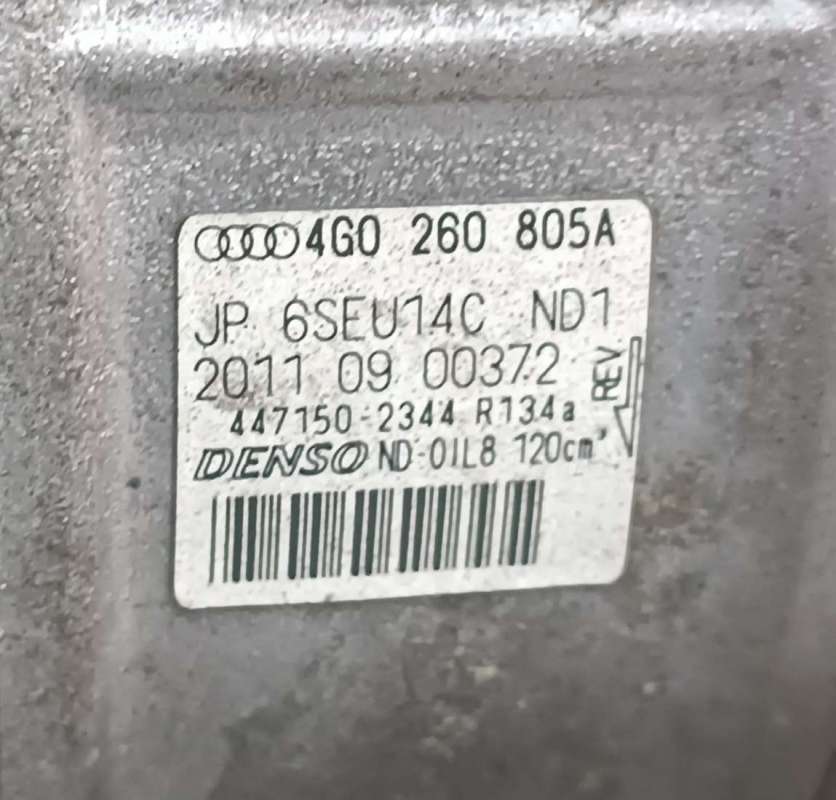 4G0 260 805A
JP 6SEU14C ND1
2011 09 00372
REV
447150-2344 R134a
DENSO ND-OIL8 120cm³